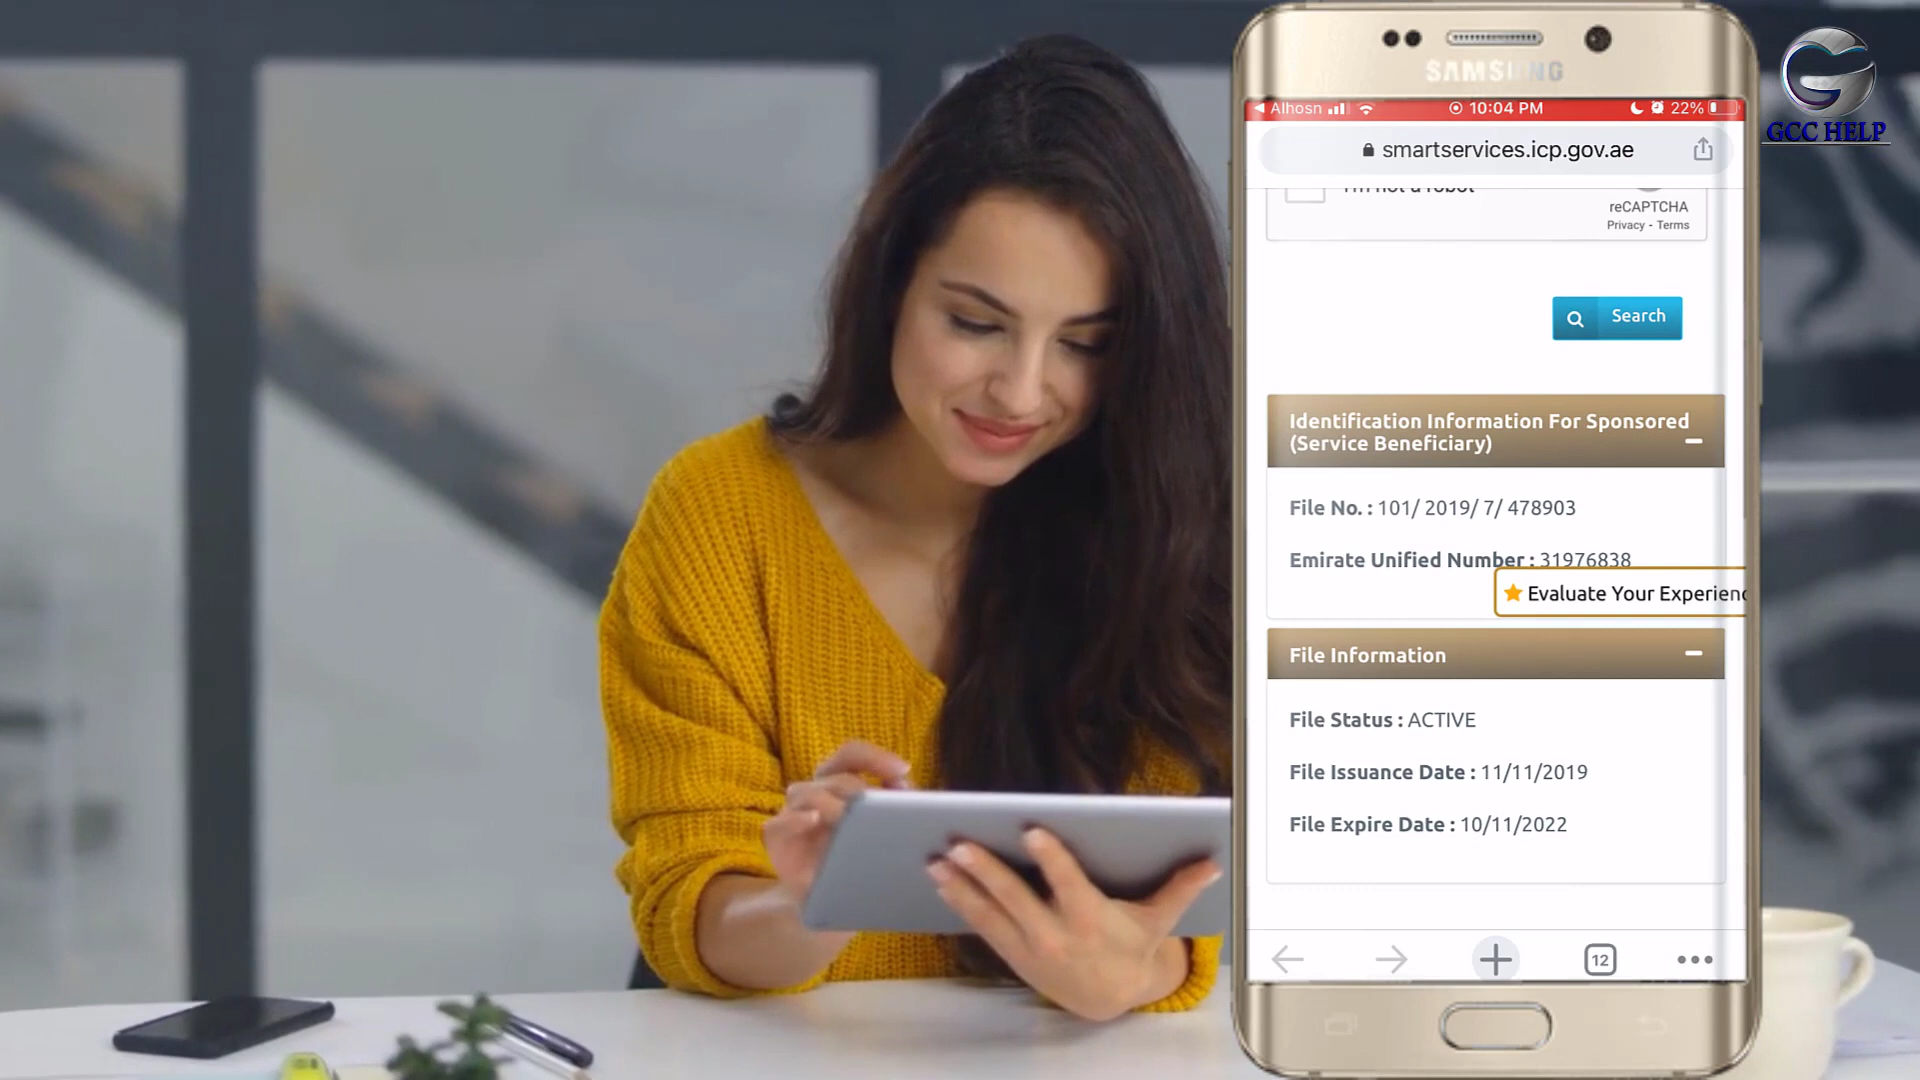 SAMSUNG
Alhosn 10:04 PM 22%
smartservices.icp.gov.ae
I'm not a robot
reCAPTCHA
Privacy - Terms
Search
Identification Information For Sponsored
(Service Beneficiary)
File No. : 101/ 2019/ 7/ 478903
Emirate Unified Number : 31976838
Evaluate Your Experienc
File Information
File Status : ACTIVE
File Issuance Date : 11/11/2019
File Expire Date : 10/11/2022
12
GCC HELP